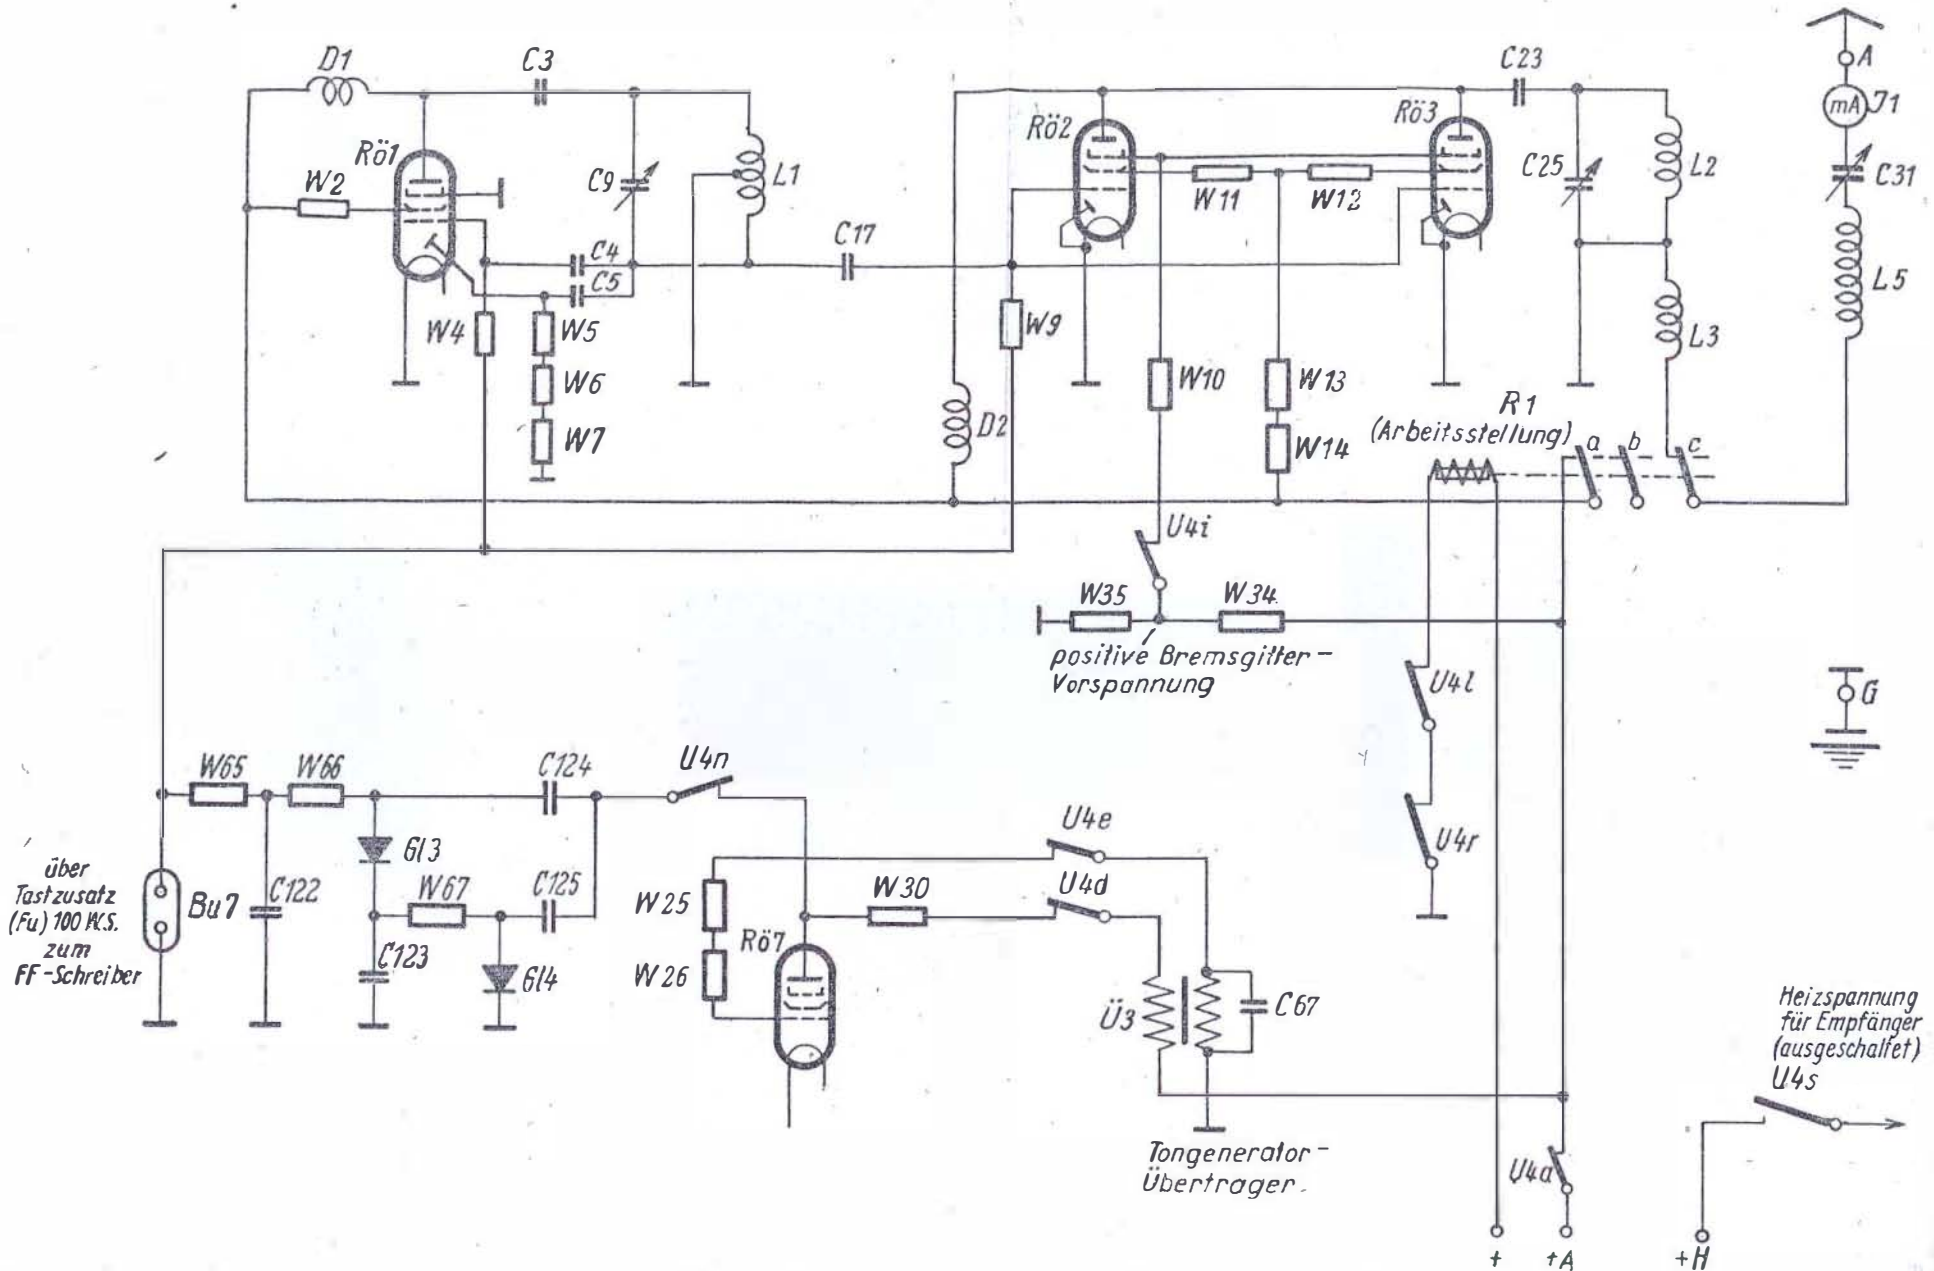 D1
C3
C23
A
Rö1
Rö2
Rö3
mA
J1
W2
C9
L1
C25
L2
C31
W11
W12
C17
C4
C5
L5
W4
W5
W9
L3
W6
W10
W13
R1
W7
D2
(Arbeitsstellung)
a
b
c
W14
U4i
W35
W34
positive Bremsgitter-
Vorspannung
U4l
G
W65
W66
C124
U4n
U4e
U4r
Gl3
über
Tastzusatz
(Fu) 100 W.S.
zum
FF-Schreiber
Bu7
C122
W67
C125
W25
W30
U4d
Rö7
C123
Gl4
W26
Ü3
C67
Heizspannung
für Empfänger
(ausgeschaltet)
U4s
Tongenerator-
Übertrager.
U4a
+
+A
+H